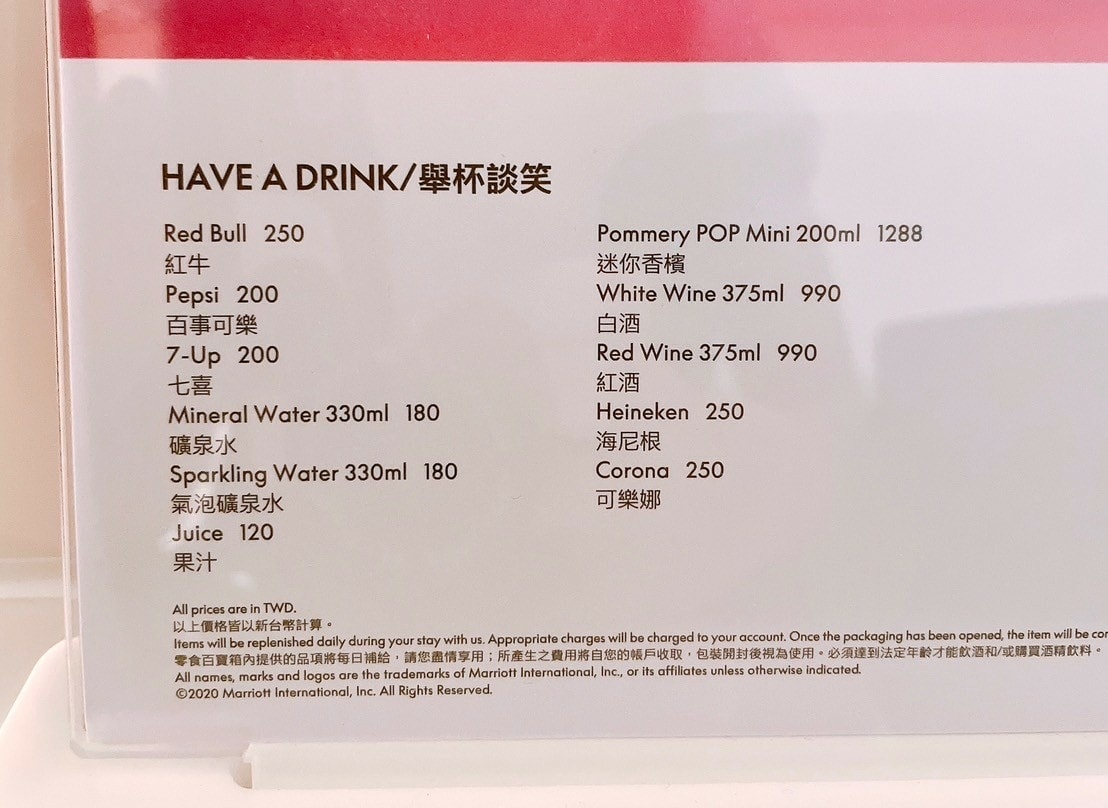 HAVE A DRINK/舉杯談笑
Red Bull 250
紅牛
Pepsi 200
百事可樂
7-Up 200
七喜
Mineral Water 330ml 180
礦泉水
Sparkling Water 330ml 180
氣泡礦泉水
Juice 120
果汁
Pommery POP Mini 200ml 1288
迷你香檳
White Wine 375ml 990
白酒
Red Wine 375ml 990
紅酒
Heineken 250
海尼根
Corona 250
可樂娜
All prices are in TWD.
以上價格皆以新台幣計算。
Items will be replenished daily during your stay with us. Appropriate charges will be charged to your account. Once the packaging has been opened, the item will be
零食百寶箱內提供的品項將每日補給，請您盡情享用；所產生之費用將自您的帳戶收取，包裝開封後視為使用。必須達到法定年齡才能飲酒和/或購買酒精飲料。
All names, marks and logos are the trademarks of Marriott International, Inc., or its affiliates unless otherwise indicated.
©2020 Marriott International, Inc. All Rights Reserved.